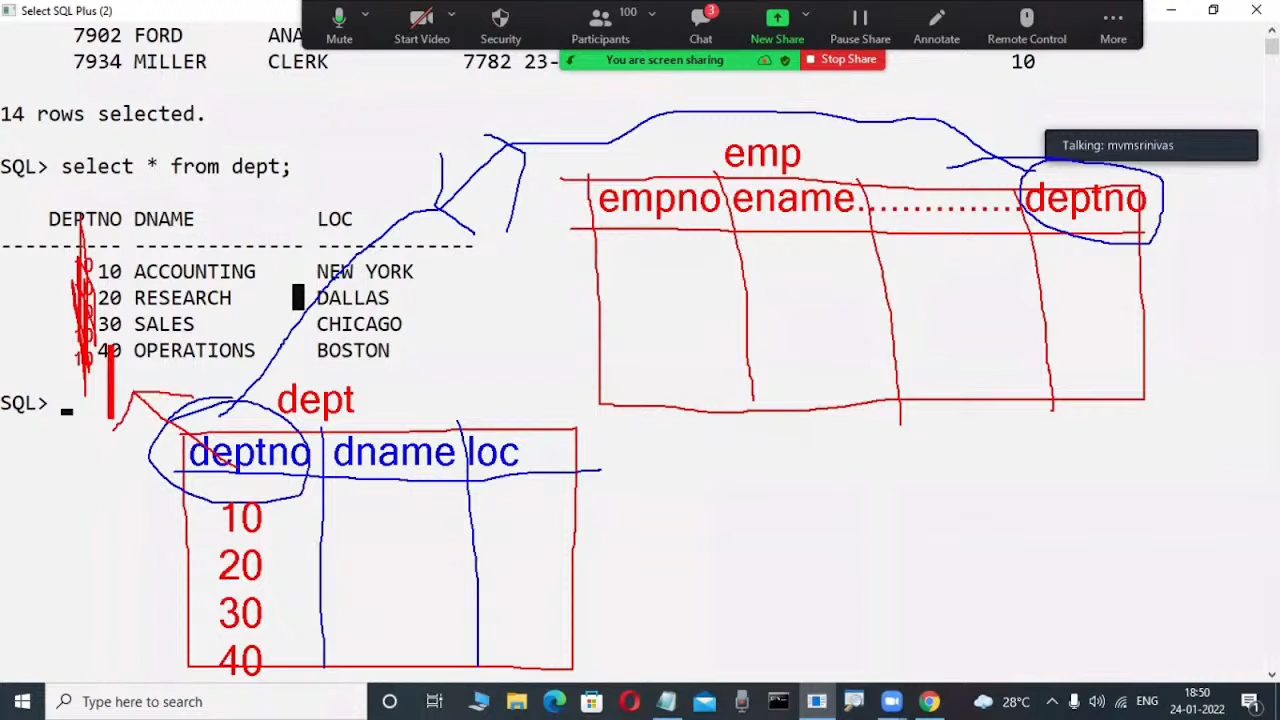 Select SQL Plus (2)
Mute
Start Video
Security
100
Participants
3
Chat
New Share
Pause Share
Annotate
Remote Control
More
You are screen sharing
Stop Share
Talking: mvmsrinivas
7902 FORD ANA
7934 MILLER CLERK 7782 23- 10
14 rows selected.
SQL> select * from dept;
DEPTNO DNAME LOC
---------- -------------- -------------
10 ACCOUNTING NEW YORK
20 RESEARCH DALLAS
30 SALES CHICAGO
40 OPERATIONS BOSTON
SQL>
emp
empno ename...............deptno
dept
deptno dname loc
10
20
30
40
Type here to search
28°C
ENG
18:50
24-01-2022
1